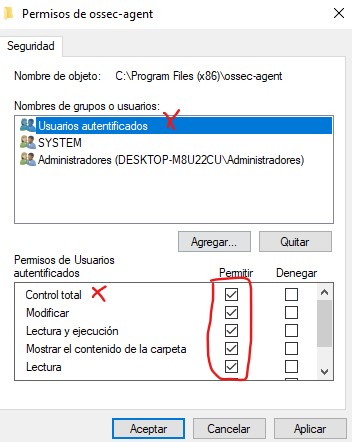 Permisos de ossec-agent
Seguridad
Nombre de objeto: C:\Program Files (x86)\ossec-agent
Nombres de grupos o usuarios:
Usuarios autentificados
SYSTEM
Administradores (DESKTOP-M8U22CU\Administradores)
Agregar... Quitar
Permisos de Usuarios
autentificados Permitir Denegar
Control total
Modificar
Lectura y ejecución
Mostrar el contenido de la carpeta
Lectura
Aceptar Cancelar Aplicar